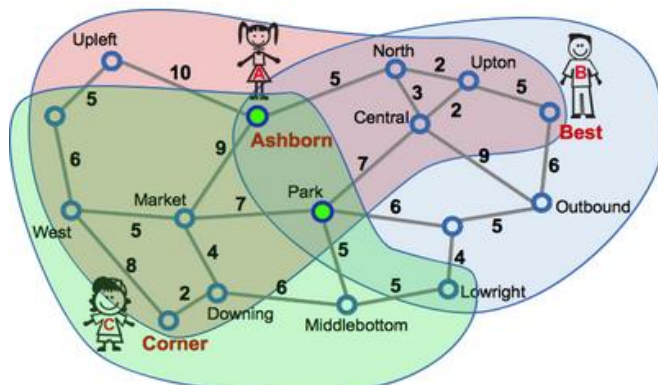 Upleft
North
Upton
A
B
10
5
2
5
5
3
2
Central
Ashborn
Best
6
9
7
9
6
Market
Park
7
6
Outbound
West
5
5
8
4
5
4
2
6
5
Lowright
Downing
Middlebottom
C
Corner